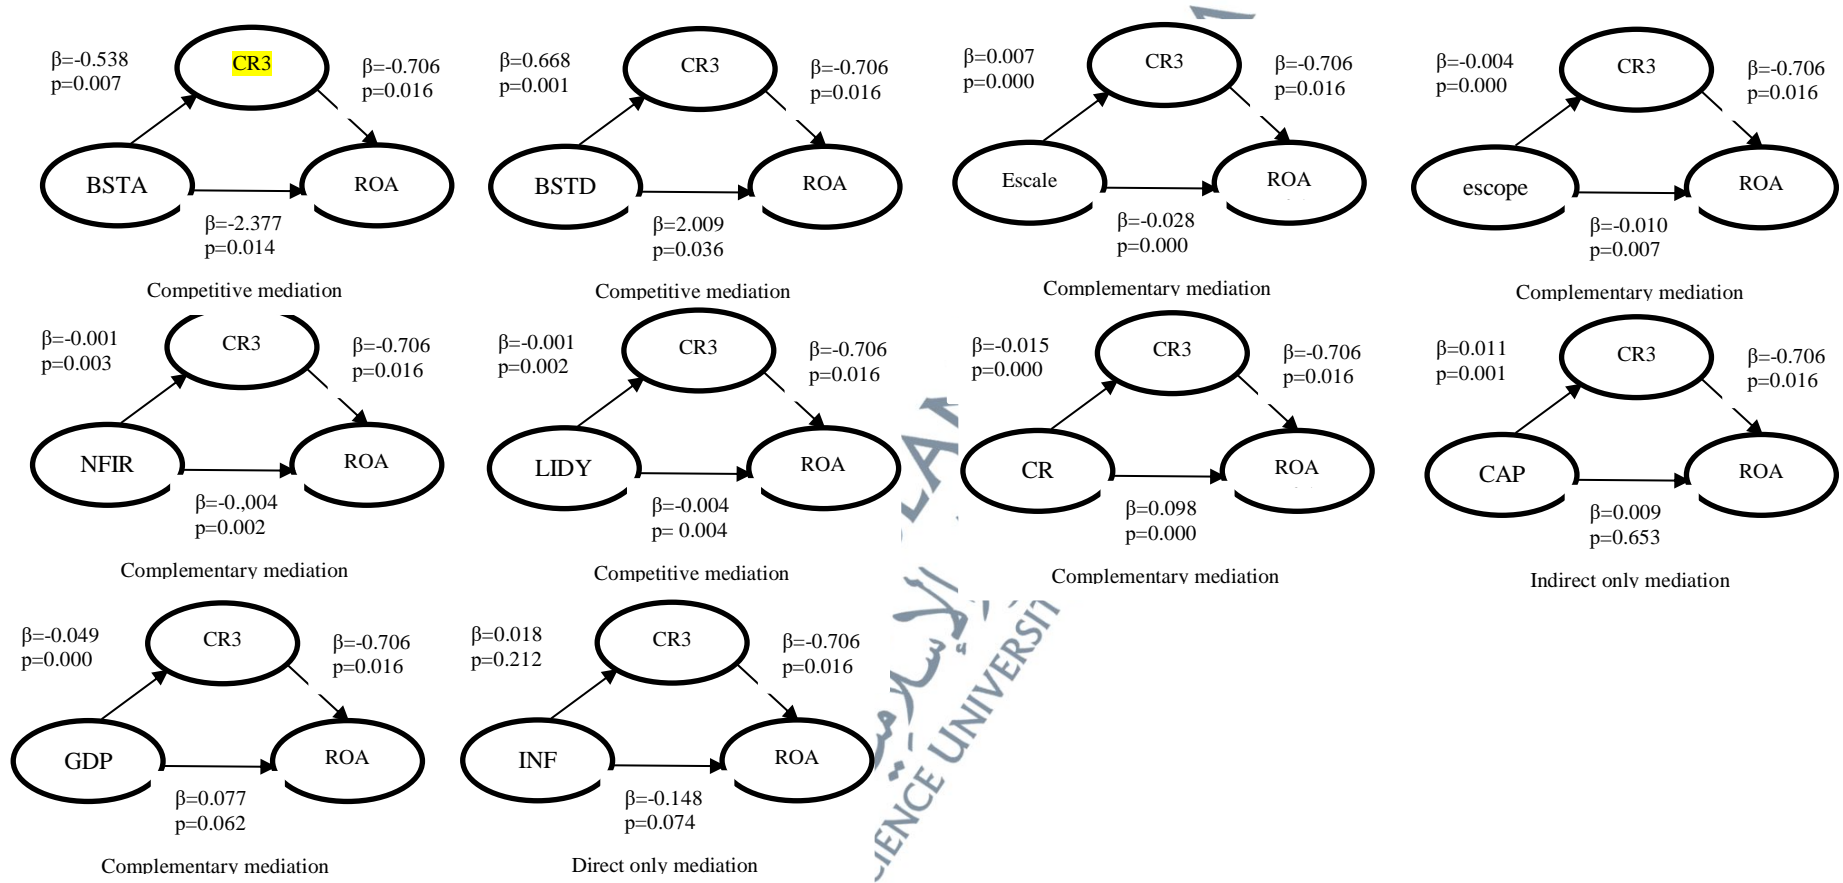 β=-0.538
p=0.007
CR3
β=-0.706
p=0.016
BSTA
ROA
β=-2.377
p=0.014
Competitive mediation
β=0.668
p=0.001
CR3
β=-0.706
p=0.016
BSTD
ROA
β=2.009
p=0.036
Competitive mediation
β=0.007
p=0.000
CR3
β=-0.706
p=0.016
Escale
ROA
β=-0.028
p=0.000
Complementary mediation
β=-0.004
p=0.000
CR3
β=-0.706
p=0.016
escope
ROA
β=-0.010
p=0.007
Complementary mediation
β=-0.001
p=0.003
CR3
β=-0.706
p=0.016
NFIR
ROA
β=-0.,004
p=0.002
Complementary mediation
β=-0.001
p=0.002
CR3
β=-0.706
p=0.016
LIDY
ROA
β=-0.004
p= 0.004
Competitive mediation
β=-0.015
p=0.000
CR3
β=-0.706
p=0.016
CR
ROA
β=0.098
p=0.000
Complementary mediation
β=0.011
p=0.001
CR3
β=-0.706
p=0.016
CAP
ROA
β=0.009
p=0.653
Indirect only mediation
β=-0.049
p=0.000
CR3
β=-0.706
p=0.016
GDP
ROA
β=0.077
p=0.062
Complementary mediation
β=0.018
p=0.212
CR3
β=-0.706
p=0.016
INF
ROA
β=-0.148
p=0.074
Direct only mediation